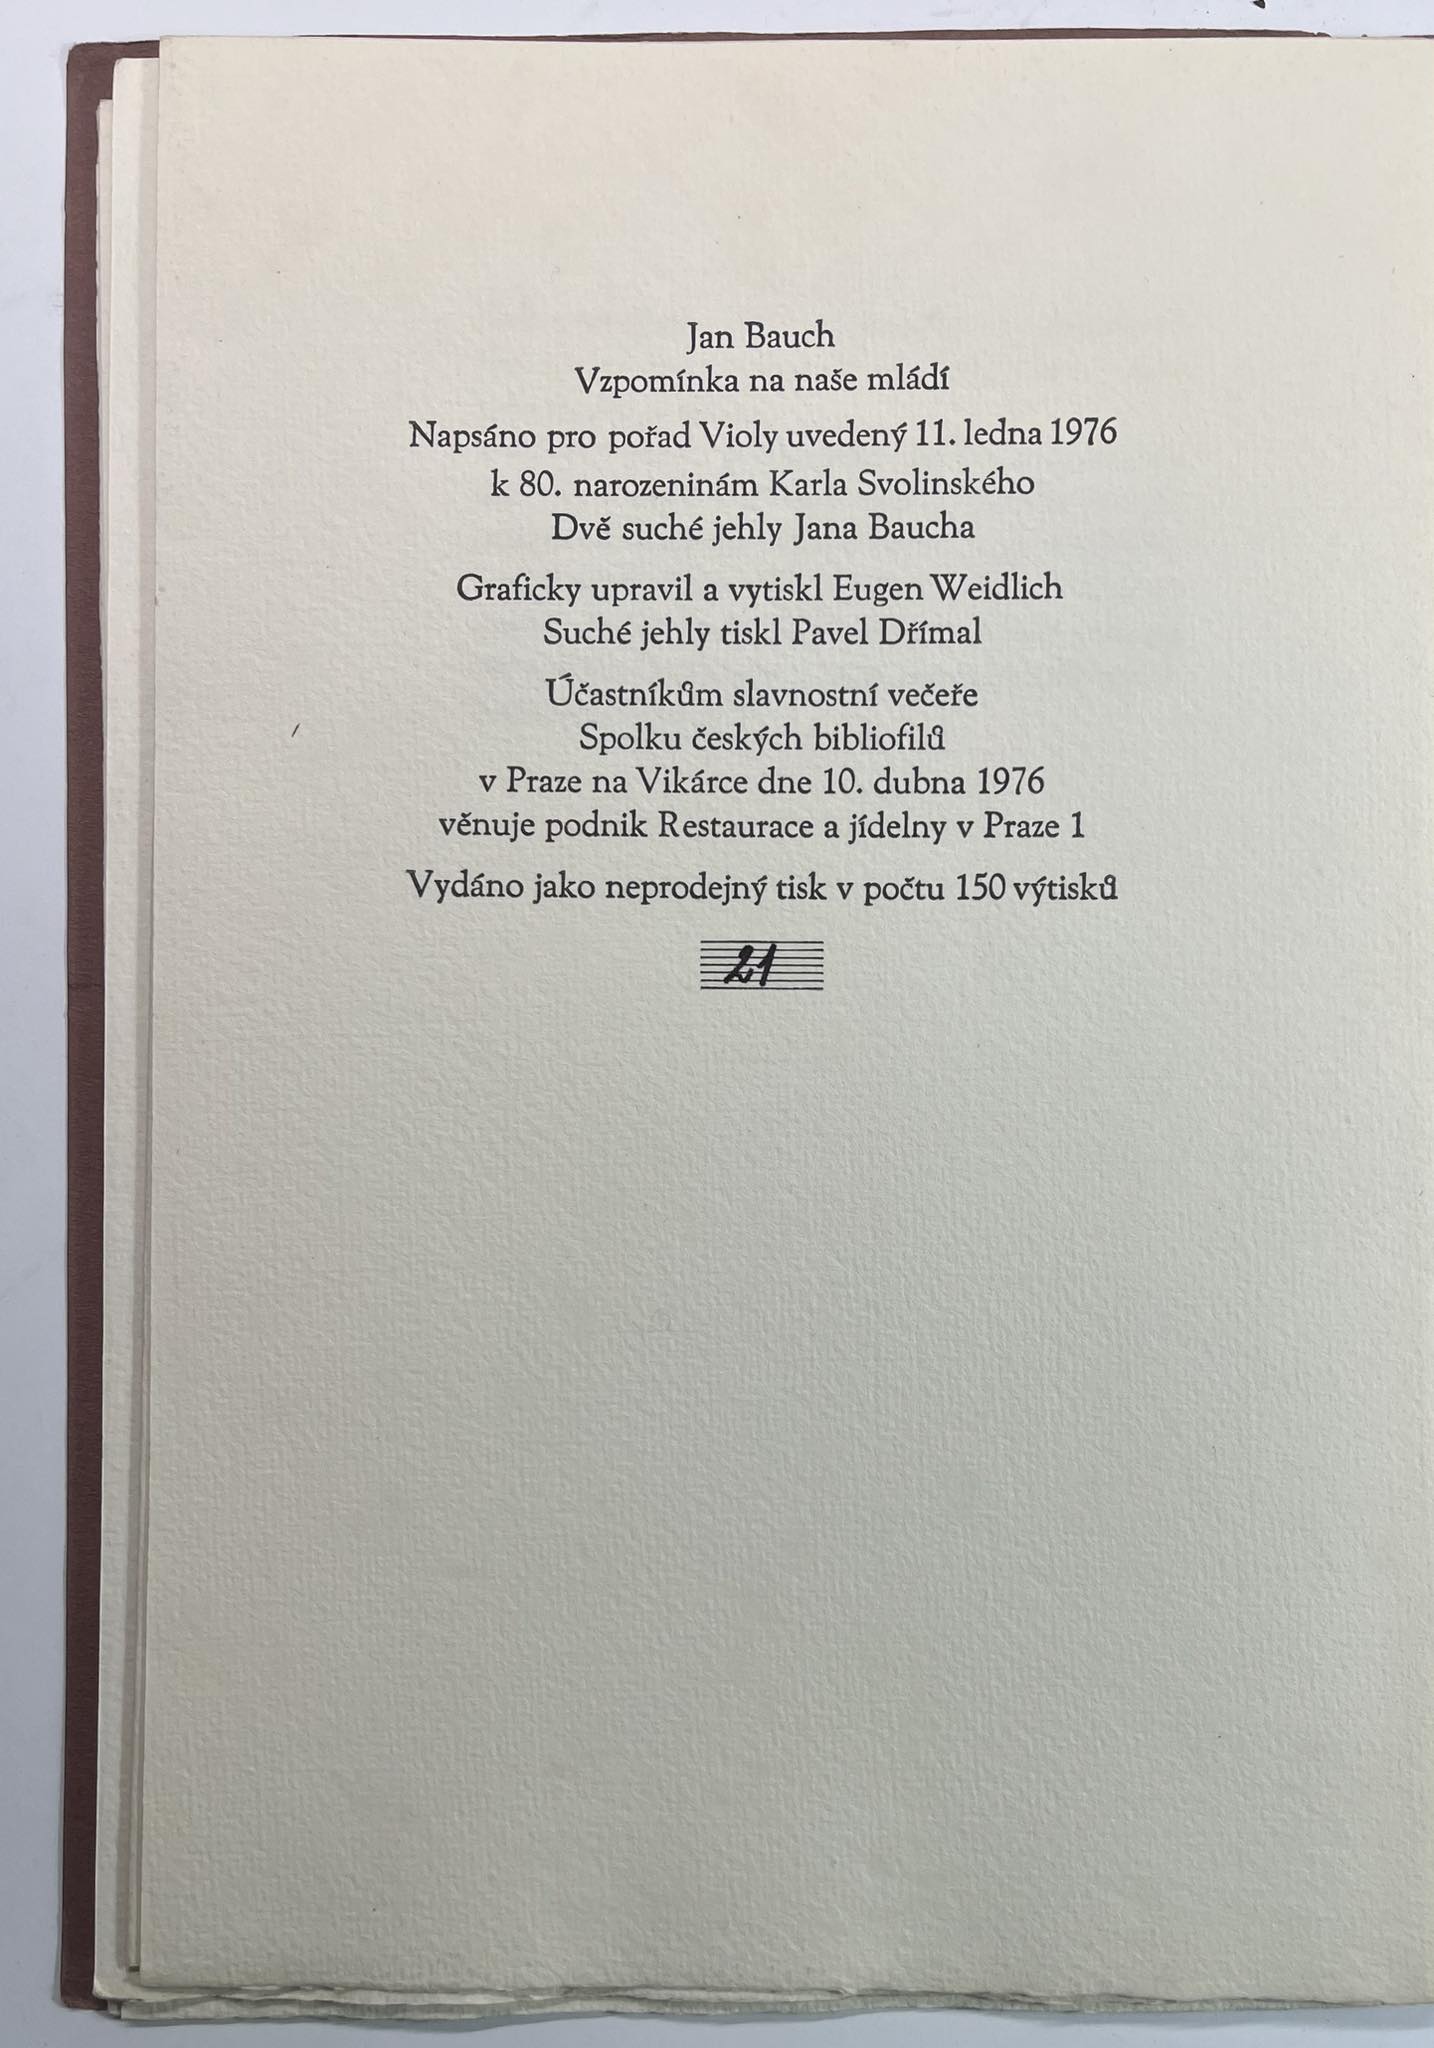 Jan Bauch
Vzpomínka na naše mládí
Napsáno pro pořad Violy uvedený 11. ledna 1976
k 80. narozeninám Karla Svolinského
Dvě suché jehly Jana Baucha
Graficky upravil a vytiskl Eugen Weidlich
Suché jehly tiskl Pavel Dřímal
Účastníkům slavnostní večeře
Spolku českých bibliofilů
v Praze na Vikárce dne 10. dubna 1976
věnuje podnik Restaurace a jídelny v Praze 1
Vydáno jako neprodejný tisk v počtu 150 výtisků
21